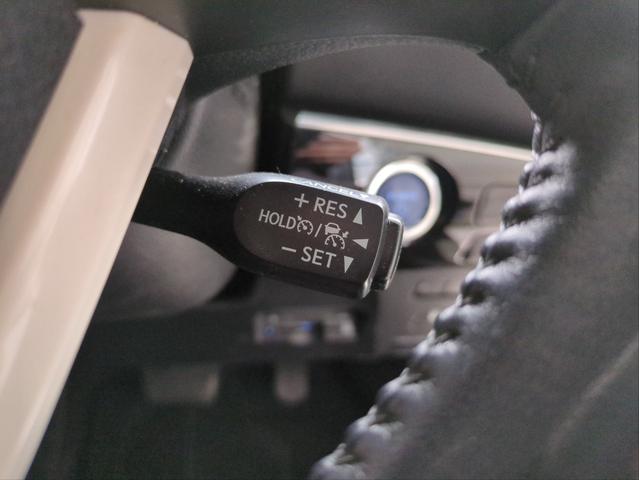 CANCEL
+ RES ▲
HOLD / ◀
− SET ▼